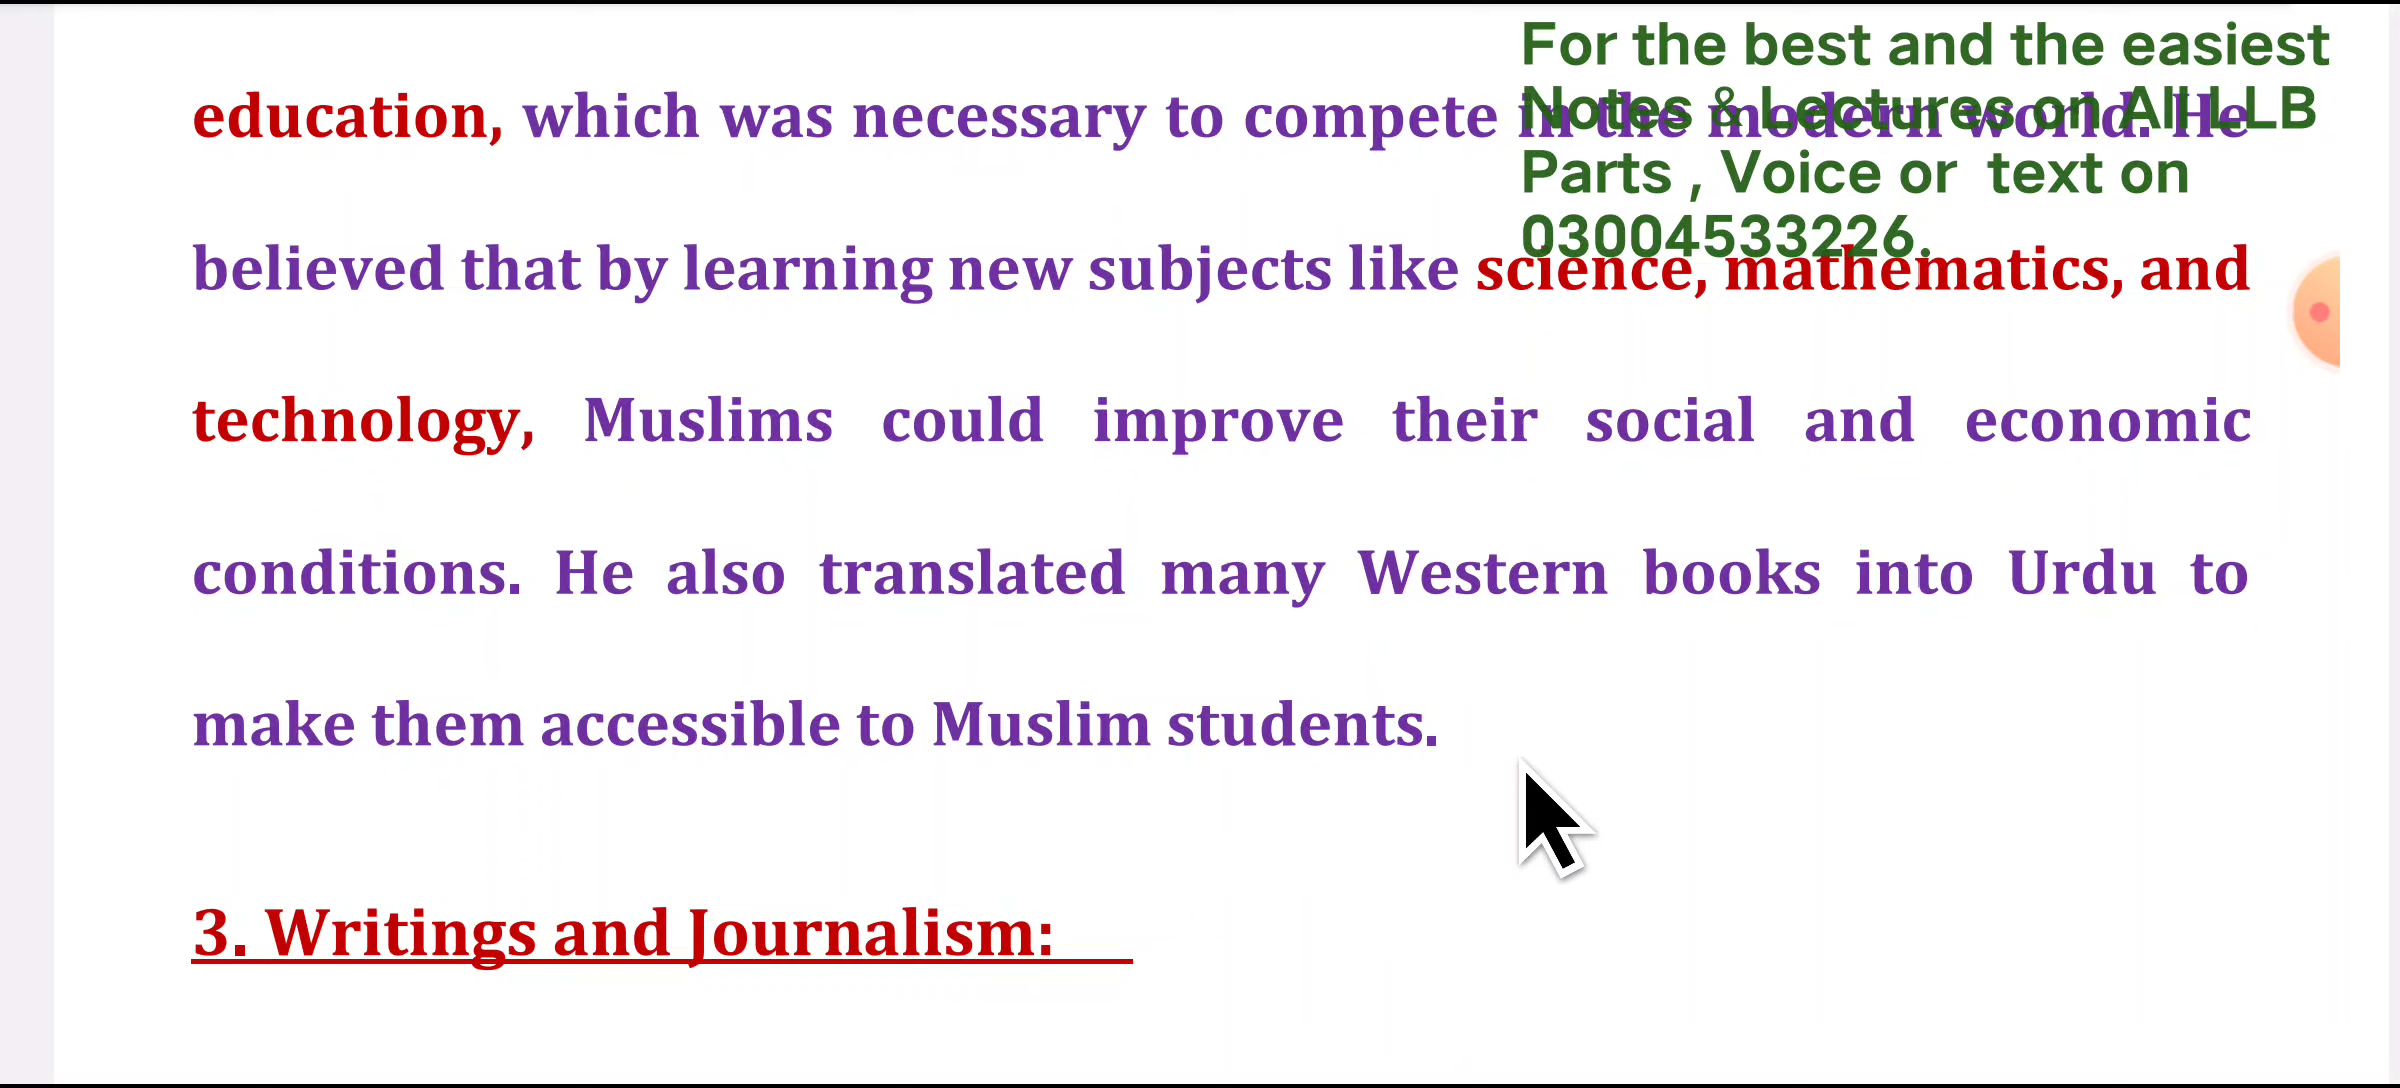 For the best and the easiest
Notes & Lectures on All LLB
Parts , Voice or text on
03004533226.
education, which was necessary to compete in the modern world. He
believed that by learning new subjects like science, mathematics, and
technology, Muslims could improve their social and economic
conditions. He also translated many Western books into Urdu to
make them accessible to Muslim students.
3. Writings and Journalism: